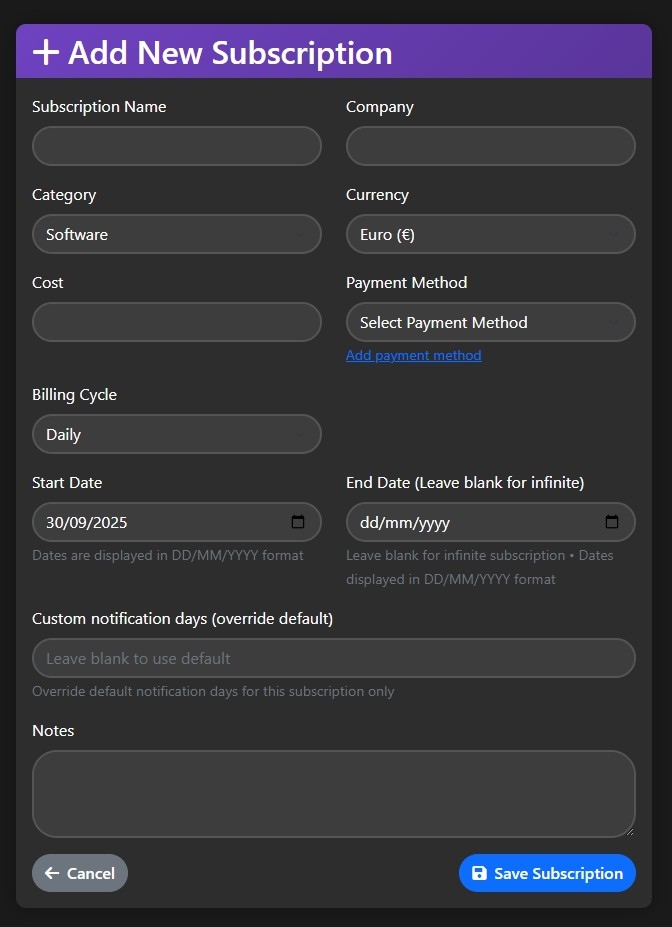 Add New Subscription
Subscription Name
Company
Category
Currency
Software
Euro (€)
Cost
Payment Method
Select Payment Method
Add payment method
Billing Cycle
Daily
Start Date
End Date (Leave blank for infinite)
30/09/2025
dd/mm/yyyy
Dates are displayed in DD/MM/YYYY format
Leave blank for infinite subscription • Dates
displayed in DD/MM/YYYY format
Custom notification days (override default)
Leave blank to use default
Override default notification days for this subscription only
Notes
Cancel
Save Subscription